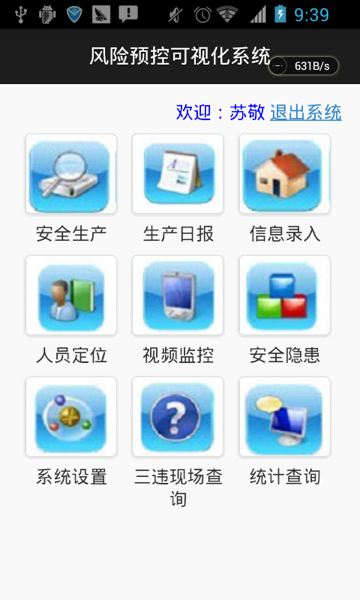 9:39
风险预控可视化系统
631B/s
欢迎：苏敬 退出系统
安全生产 生产日报 信息录入
人员定位 视频监控 安全隐患
系统设置 三违现场查询 统计查询